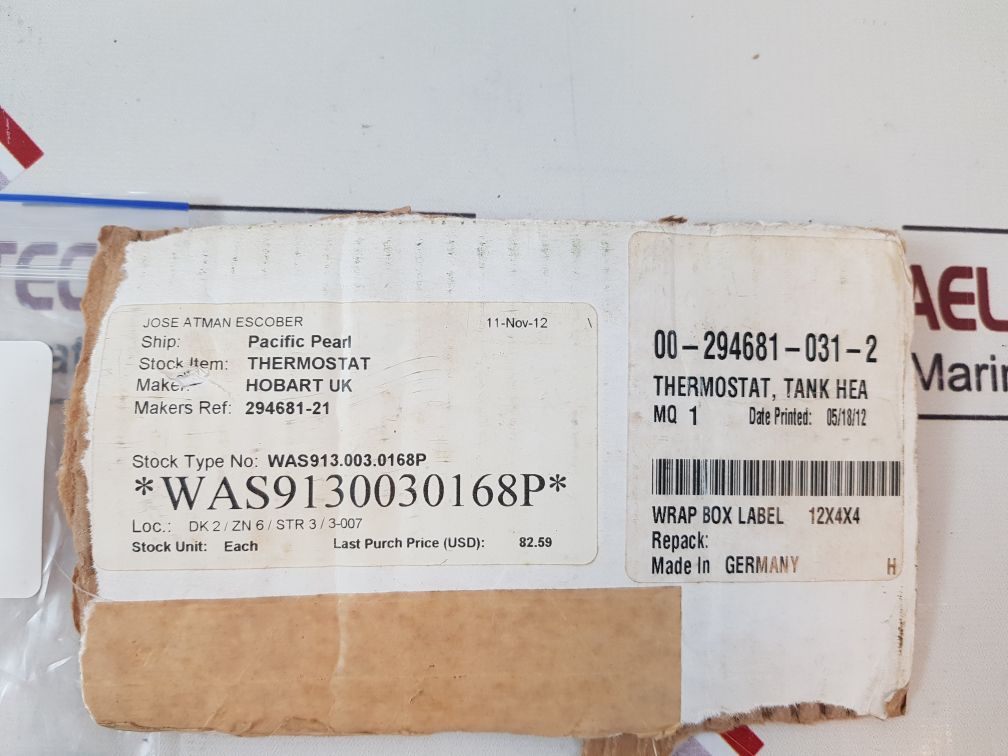 JOSE ATMAN ESCOBER 11-Nov-12
Ship: Pacific Pearl
Stock Item: THERMOSTAT
Maker: HOBART UK
Makers Ref: 294681-21
Stock Type No: WAS913.003.0168P
*WAS9130030168P*
Loc.: DK 2 / ZN 6 / STR 3 / 3-007
Stock Unit: Each Last Purch Price (USD): 82.59
00-294681-031-2
THERMOSTAT, TANK HEA
MQ 1 Date Printed: 05/18/12
WRAP BOX LABEL 12X4X4
Repack:
Made In GERMANY H
TEC
AEL
Marin